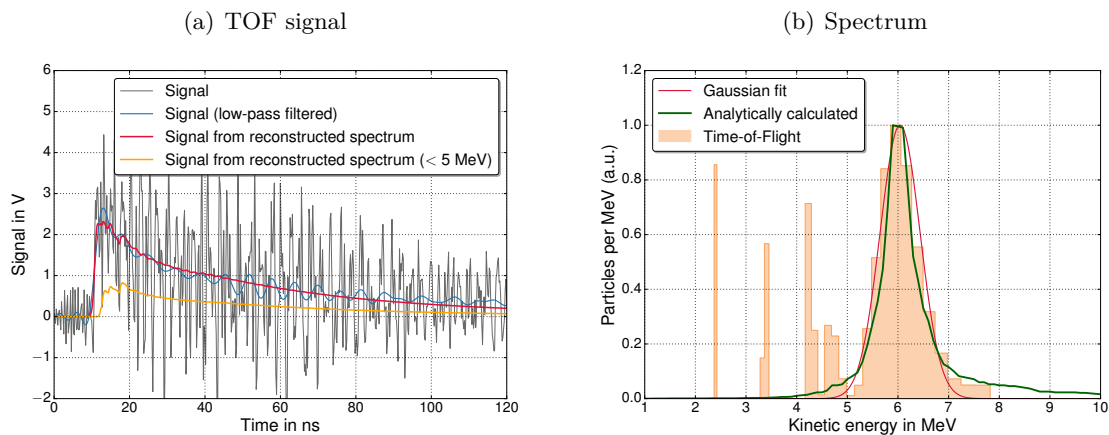 (a) TOF signal
6
5
4
3
2
1
0
−1
−2
Signal in V
Signal
Signal (low-pass filtered)
Signal from reconstructed spectrum
Signal from reconstructed spectrum (< 5 MeV)
0 20 40 60 80 100 120
Time in ns
(b) Spectrum
1.2
1.0
0.8
0.6
0.4
0.2
0.0
Particles per MeV (a.u.)
Gaussian fit
Analytically calculated
Time-of-Flight
1 2 3 4 5 6 7 8 9 10
Kinetic energy in MeV